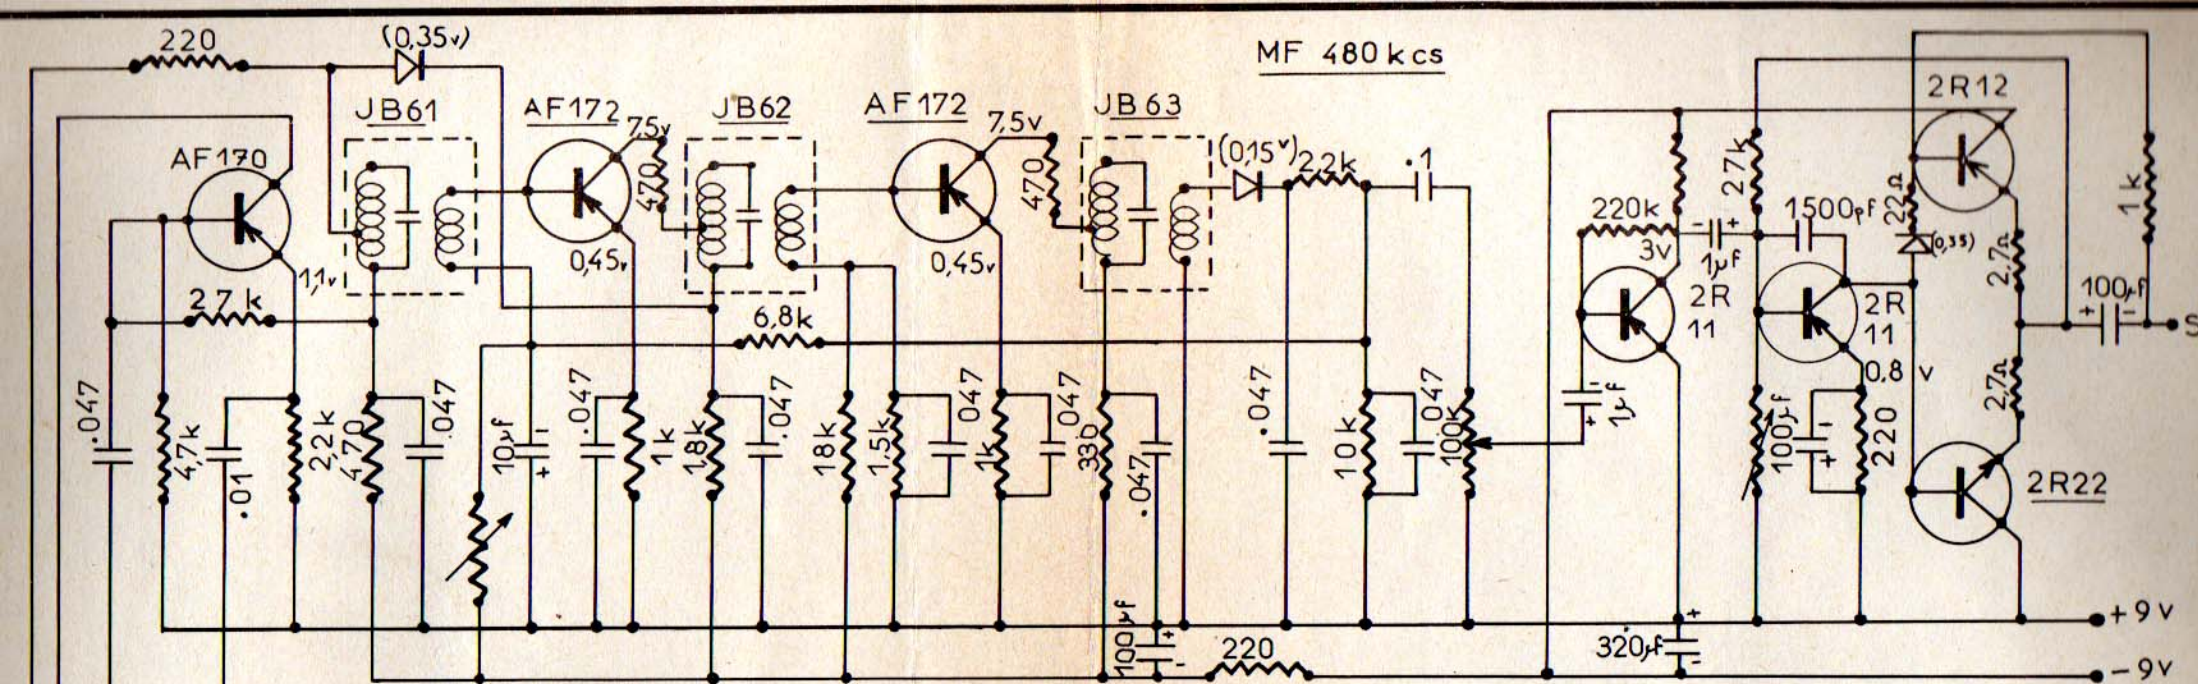 220
(0,35v)
MF 480 kcs
JB61
AF172
7,5v
JB62
AF172
7,5v
JB63
2R12
AF170
470
470
(0,15v)
2,2k
.1
27k
1k
220k
1500pF
22Ω
3v
1µF
(0,35)
2,7Ω
1,1v
0,45v
0,45v
2,7k
2R
11
2R
11
100µF
S
6,8k
0,8 v
2,7Ω
.047
4,7k
.01
2,2k
470
.047
10µF
.047
1k
1,8k
.047
18k
1,5k
047
1k
047
330
.047
.047
10k
047
100k
1µF
100µF
220
2R22
100µF
220
320µF
+9v
-9v
- +
- +
- +
- +
+ -
- +
+ -
+ -